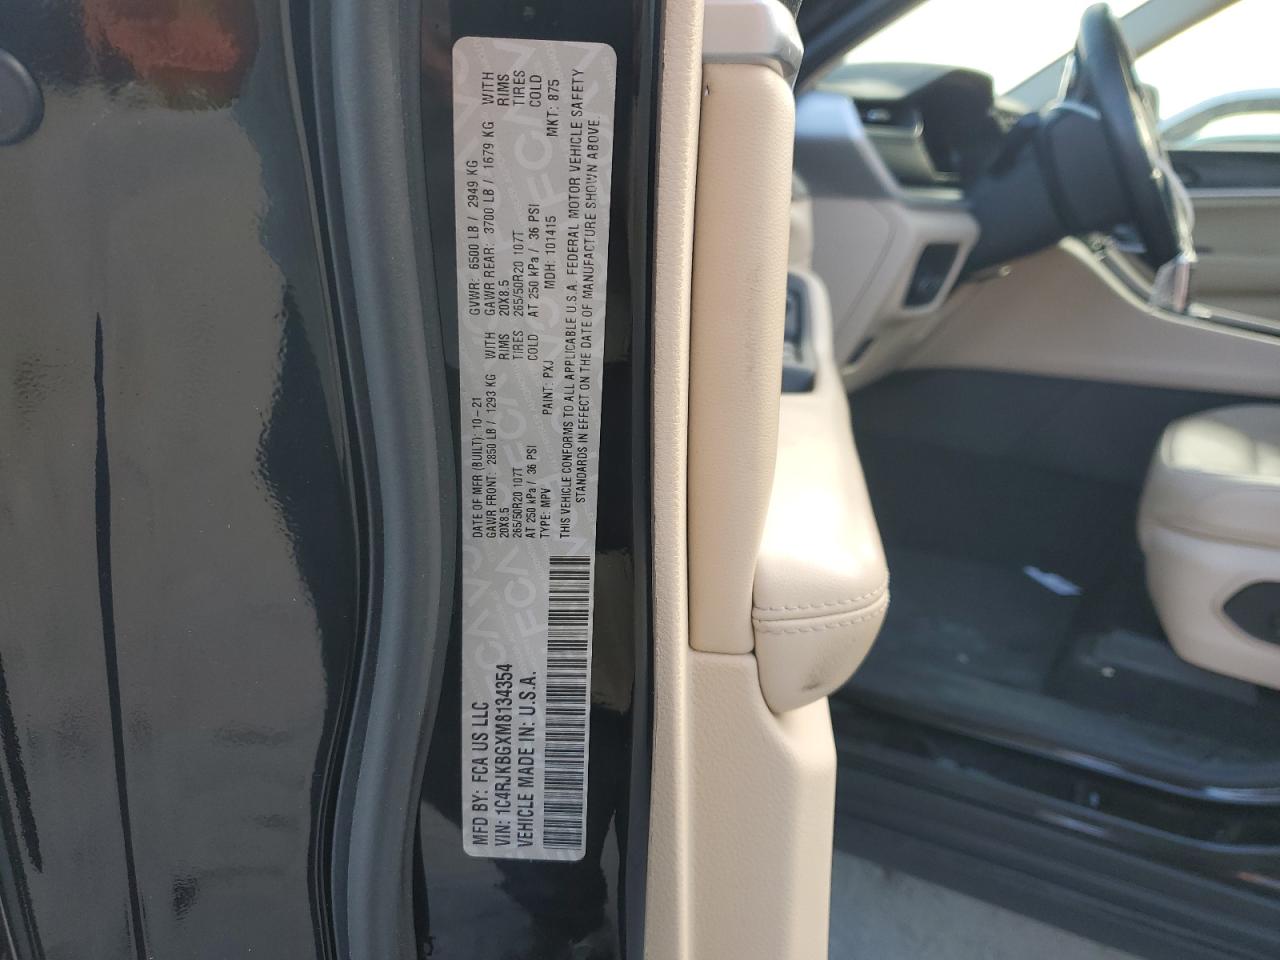 MFD BY: FCA US LLC
VIN: 1C4RJKBGXM8134354
VEHICLE MADE IN: U.S.A.
DATE OF MFR (BUILT): 10-21 GVWR: 6500 LB / 2949 KG
GAWR FRONT: 2850 LB / 1293 KG WITH GAWR REAR: 3700 LB / 1679 KG WITH
20X8.5 RIMS 20X8.5 RIMS
265/50R20 107T TIRES 265/50R20 107T TIRES
AT 250 kPa / 36 PSI COLD AT 250 kPa / 36 PSI COLD
TYPE: MPV PAINT: PXJ MDH: 101415 MKT: 875
THIS VEHICLE CONFORMS TO ALL APPLICABLE U.S.A. FEDERAL MOTOR VEHICLE SAFETY
STANDARDS IN EFFECT ON THE DATE OF MANUFACTURE SHOWN ABOVE.